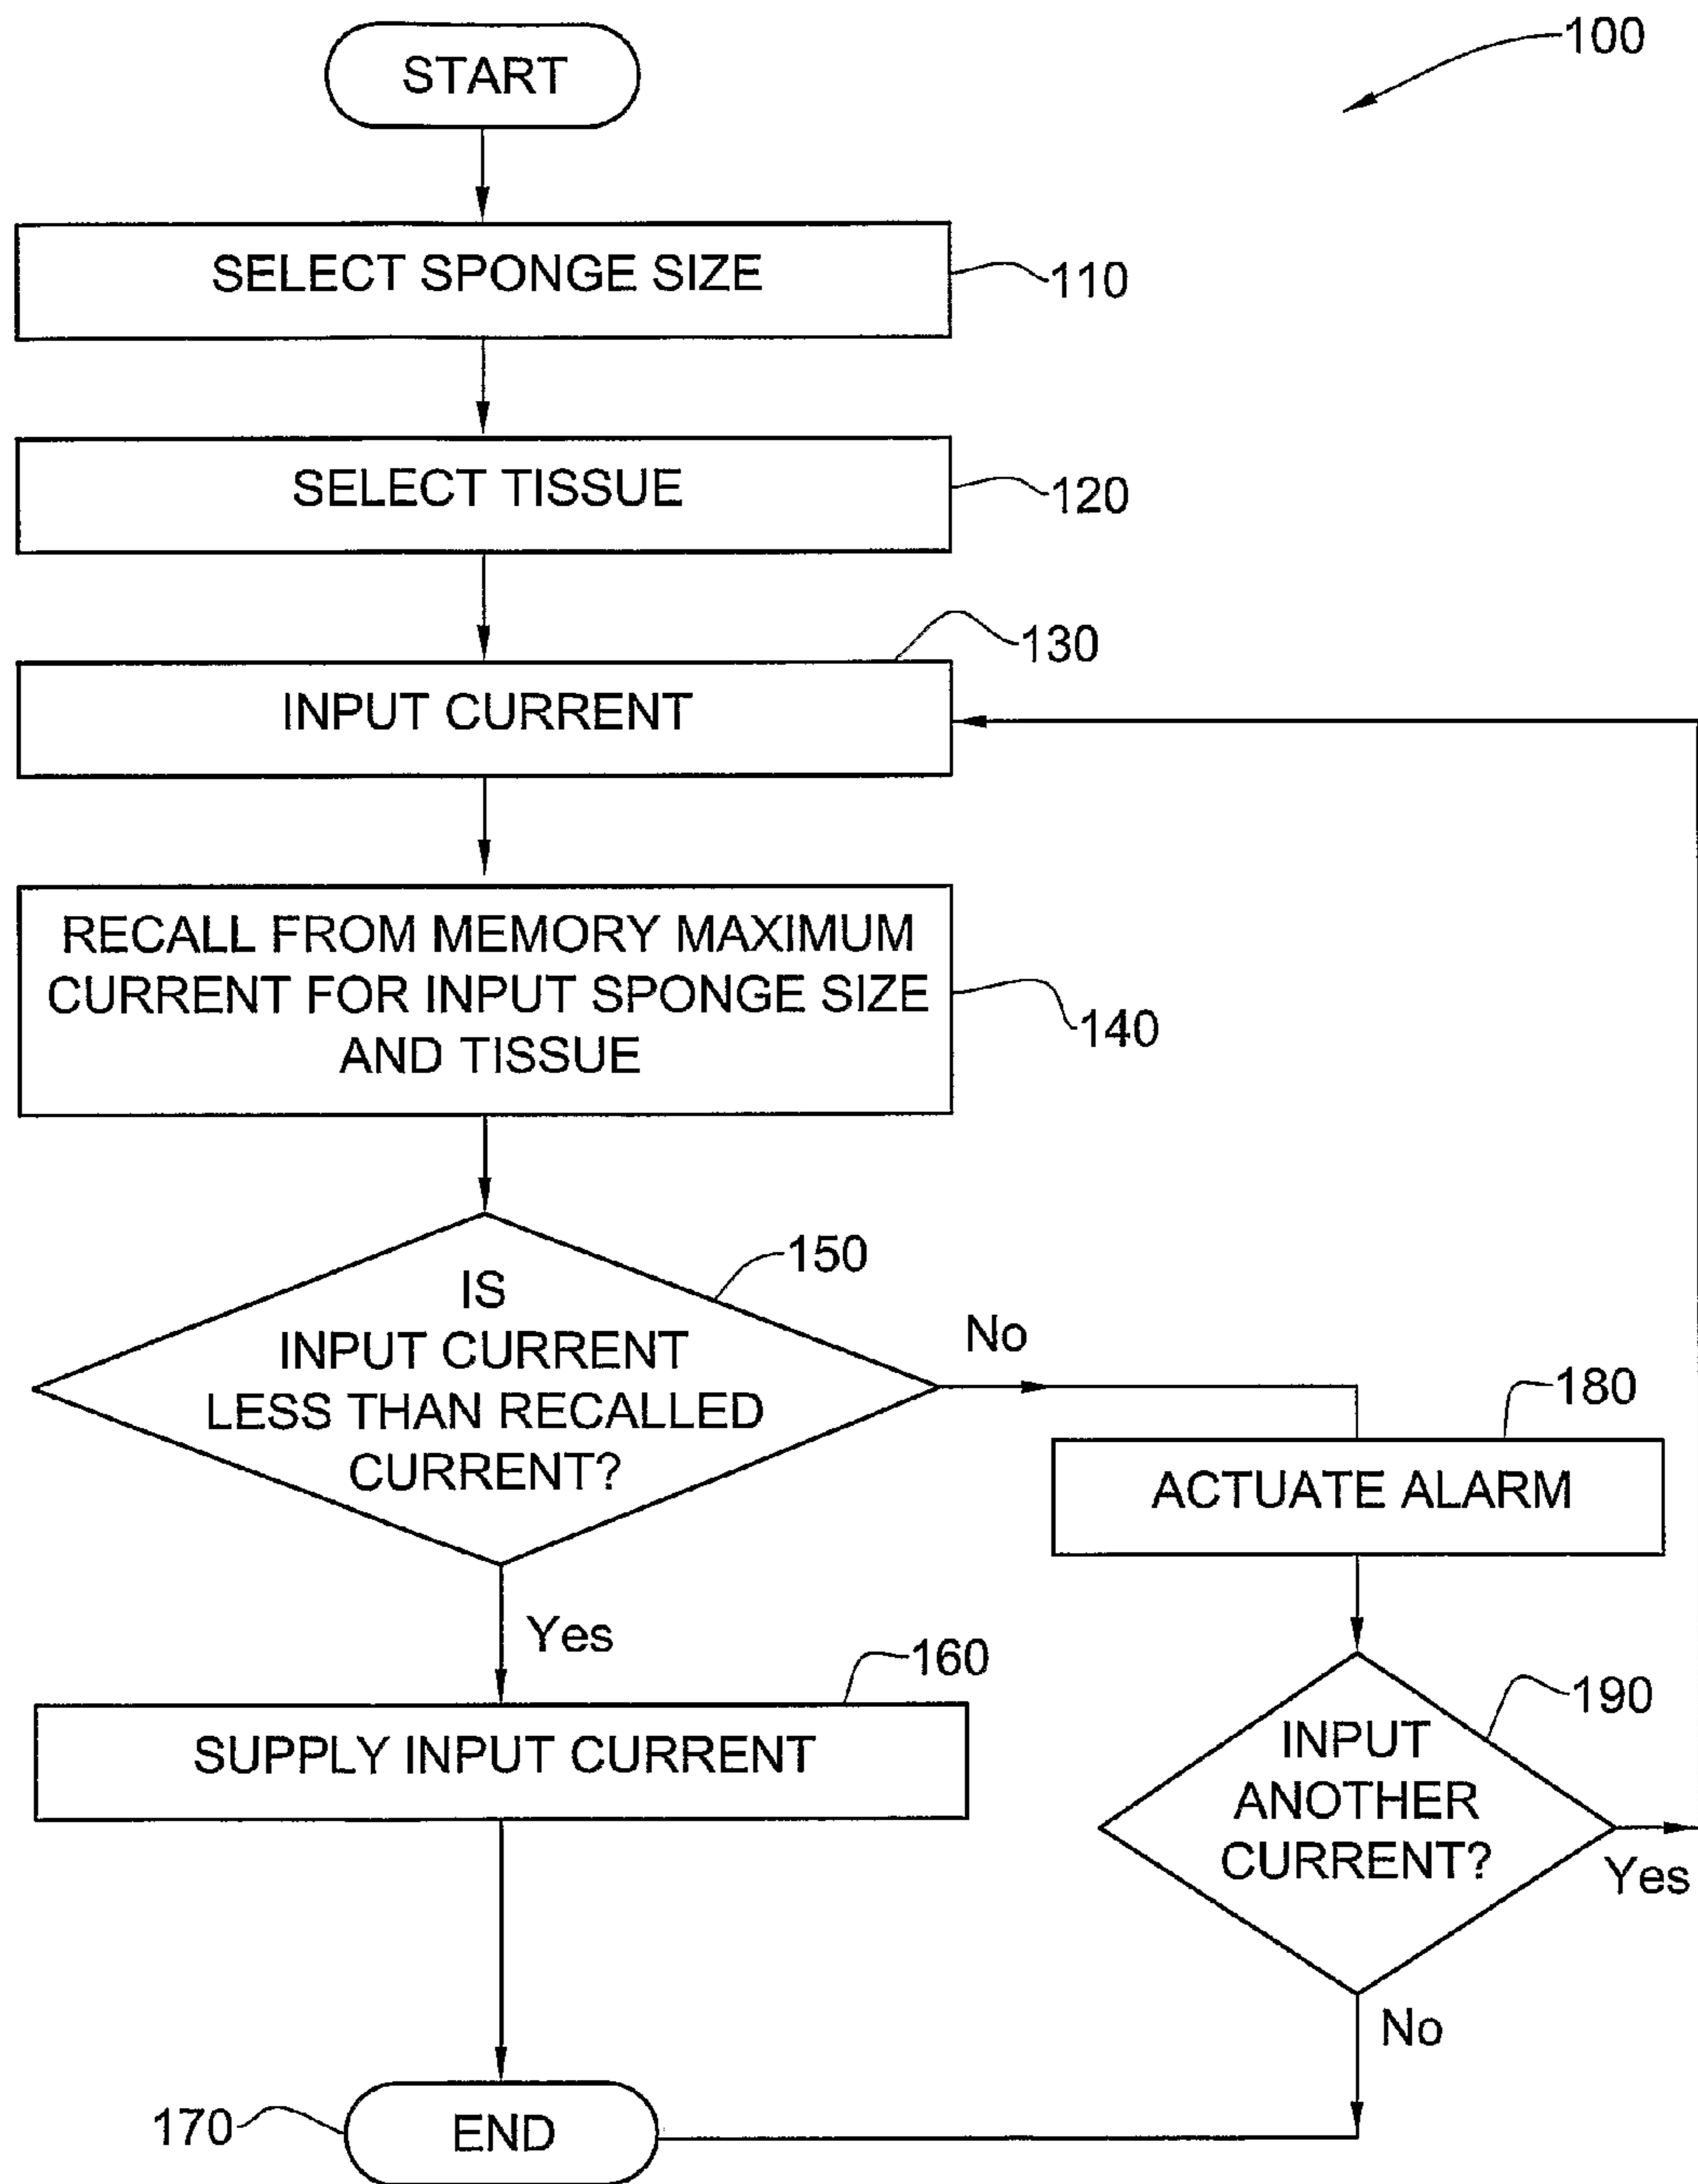 START
100
SELECT SPONGE SIZE
110
SELECT TISSUE
120
130
INPUT CURRENT
RECALL FROM MEMORY MAXIMUM
CURRENT FOR INPUT SPONGE SIZE
AND TISSUE
140
150
IS
INPUT CURRENT
LESS THAN RECALLED
CURRENT?
No
180
ACTUATE ALARM
Yes
160
SUPPLY INPUT CURRENT
190
INPUT
ANOTHER
CURRENT?
Yes
No
170
END